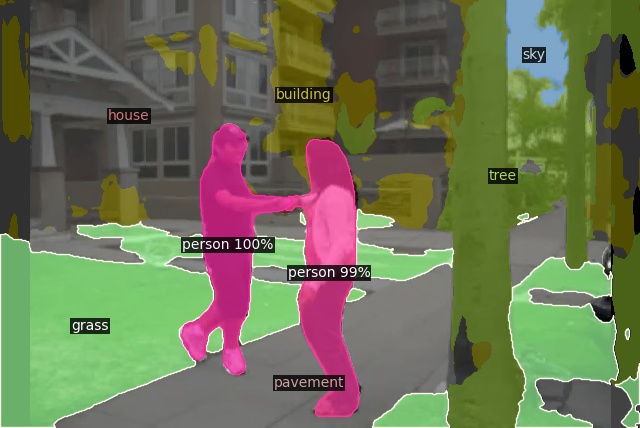 sky
building
house
tree
person 100%
person 99%
grass
pavement